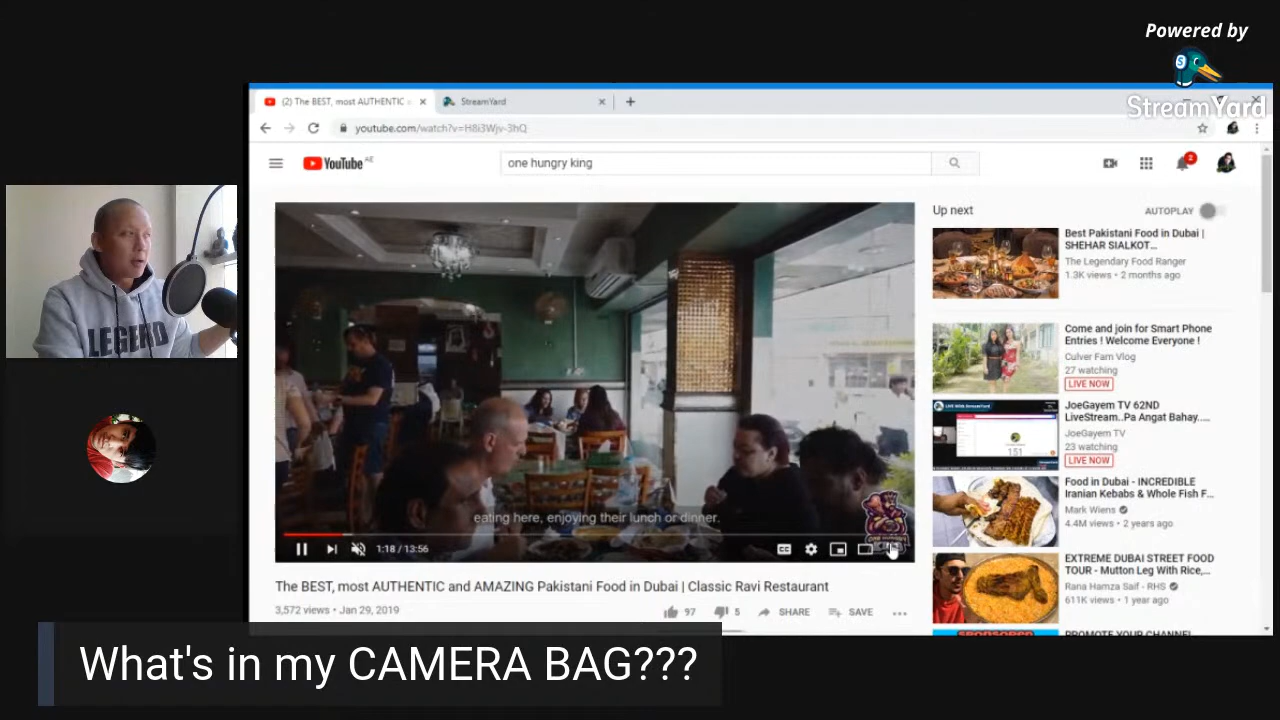 Powered by
StreamYard
(2) The BEST, most AUTHENTIC a
StreamYard
youtube.com/watch?v=H8i3Wjv-3hQ
YouTube AE
one hungry king
2
LEGEND
eating here, enjoying their lunch or dinner.
1:18 / 13:56
The BEST, most AUTHENTIC and AMAZING Pakistani Food in Dubai | Classic Ravi Restaurant
3,572 views • Jan 29, 2019
97
5
SHARE
SAVE
Up next
AUTOPLAY
Best Pakistani Food in Dubai |
SHEHAR SIALKOT...
The Legendary Food Ranger
1.3K views • 2 months ago
Come and join for Smart Phone
Entries ! Welcome Everyone !
Culver Fam Vlog
27 watching
LIVE NOW
JoeGayem TV 62ND
LiveStream..Pa Angat Bahay.....
JoeGayem TV
23 watching
LIVE NOW
151
Food in Dubai - INCREDIBLE
Iranian Kebabs & Whole Fish F...
Mark Wiens
4.4M views • 2 years ago
EXTREME DUBAI STREET FOOD
TOUR - Mutton Leg With Rice,...
Rana Hamza Saif - RHS
611K views • 1 year ago
PROMOTE YOUR CHANNEL
What's in my CAMERA BAG???